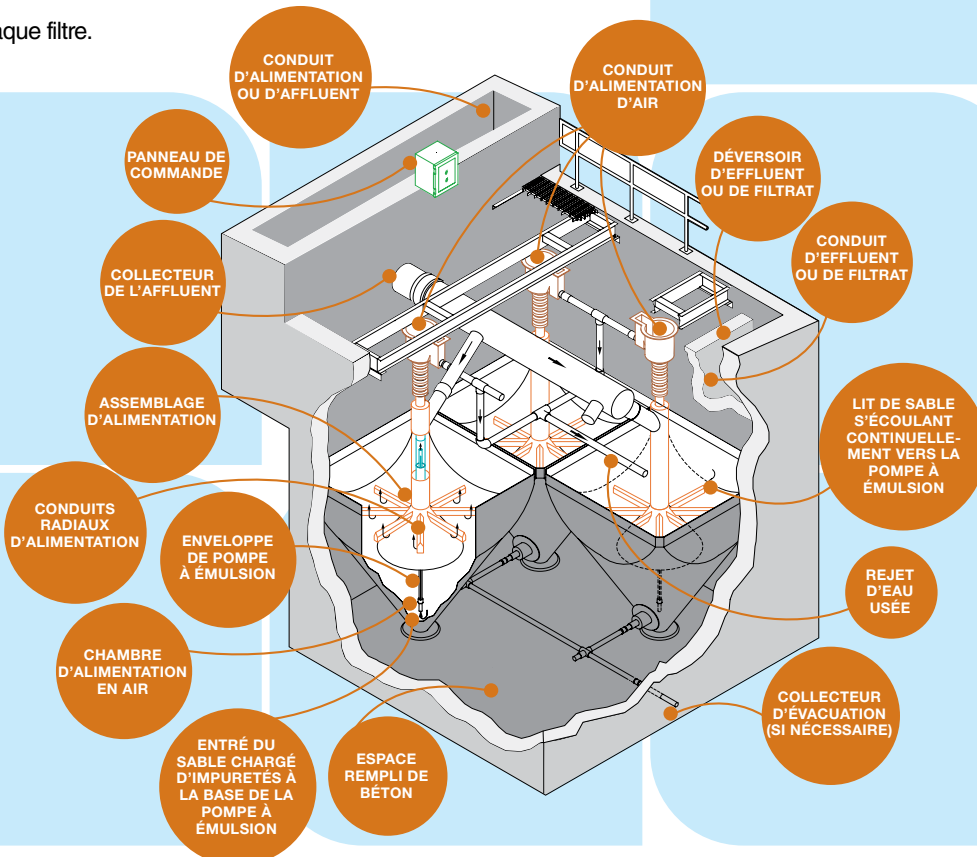 aque filtre.
CONDUIT
D'ALIMENTATION
OU D'AFFLUENT
CONDUIT
D'ALIMENTATION
D'AIR
PANNEAU DE
COMMANDE
DÉVERSOIR
D'EFFLUENT
OU DE FILTRAT
CONDUIT
D'EFFLUENT
OU DE FILTRAT
COLLECTEUR
DE L'AFFLUENT
ASSEMBLAGE
D'ALIMENTATION
LIT DE SABLE
S'ÉCOULANT
CONTINUELLE-
MENT VERS LA
POMPE À
ÉMULSION
CONDUITS
RADIAUX
D'ALIMENTATION
ENVELOPPE
DE POMPE
À ÉMULSION
REJET
D'EAU
USÉE
CHAMBRE
D'ALIMENTATION
EN AIR
COLLECTEUR
D'ÉVACUATION
(SI NÉCESSAIRE)
ENTRÉ DU
SABLE CHARGÉ
D'IMPURETÉS À
LA BASE DE LA
POMPE À
ÉMULSION
ESPACE
REMPLI DE
BÉTON